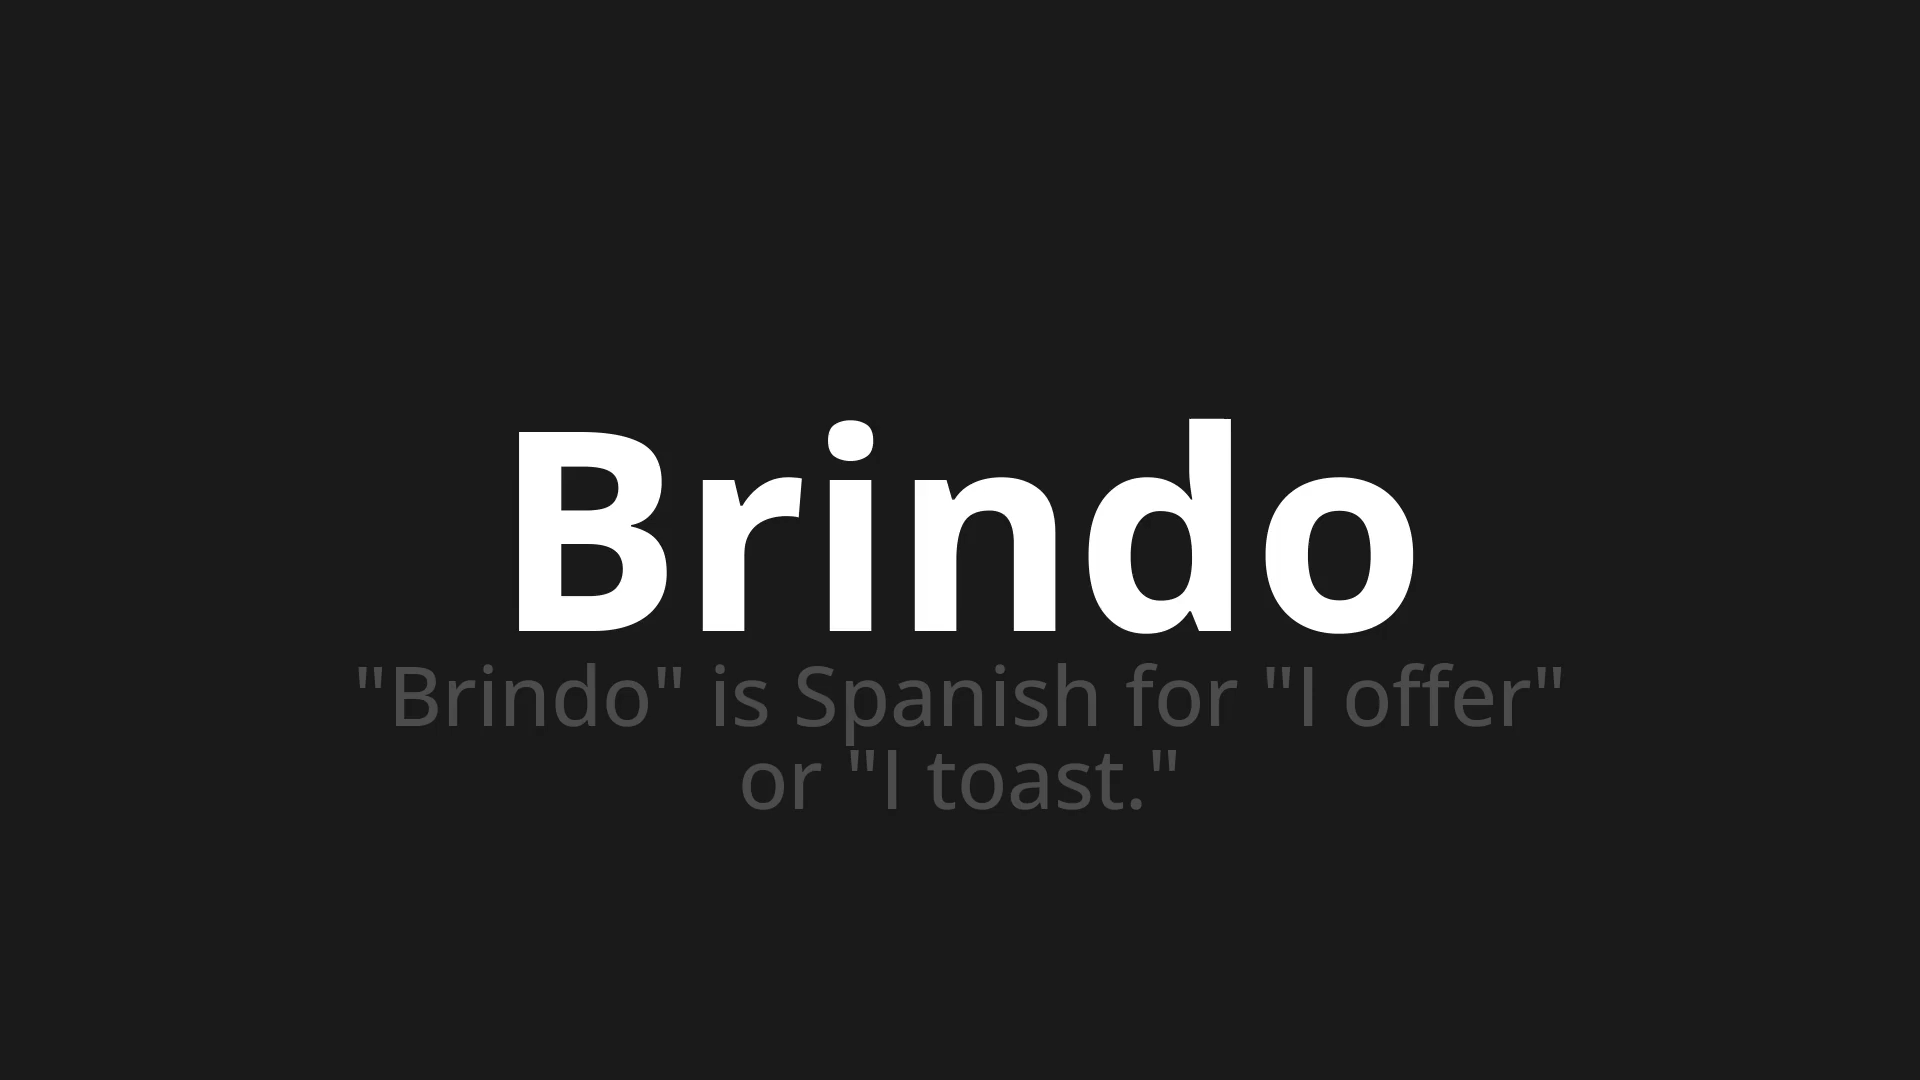 Brindo
"Brindo" is Spanish for "I offer"
or "I toast."